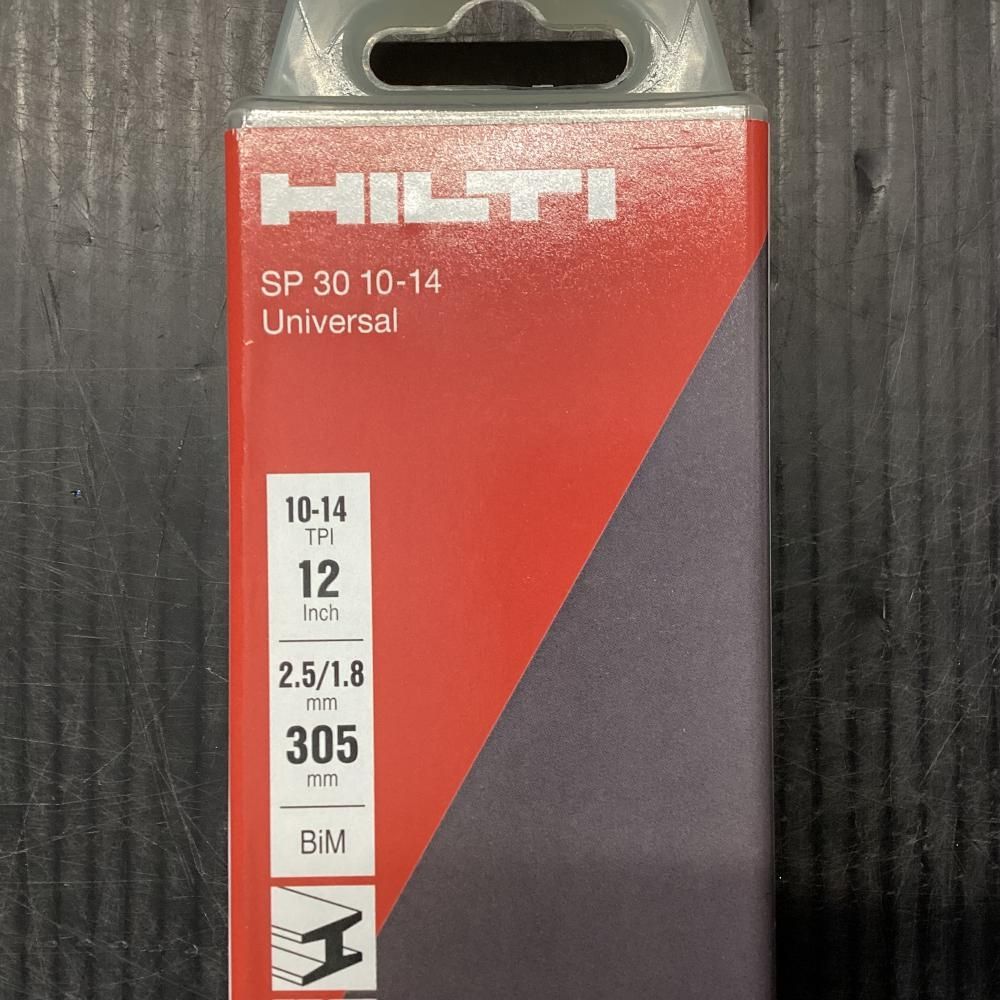 HILTI
SP 30 10-14
Universal
10-14
TPI
12
Inch
2.5/1.8
mm
305
mm
BiM